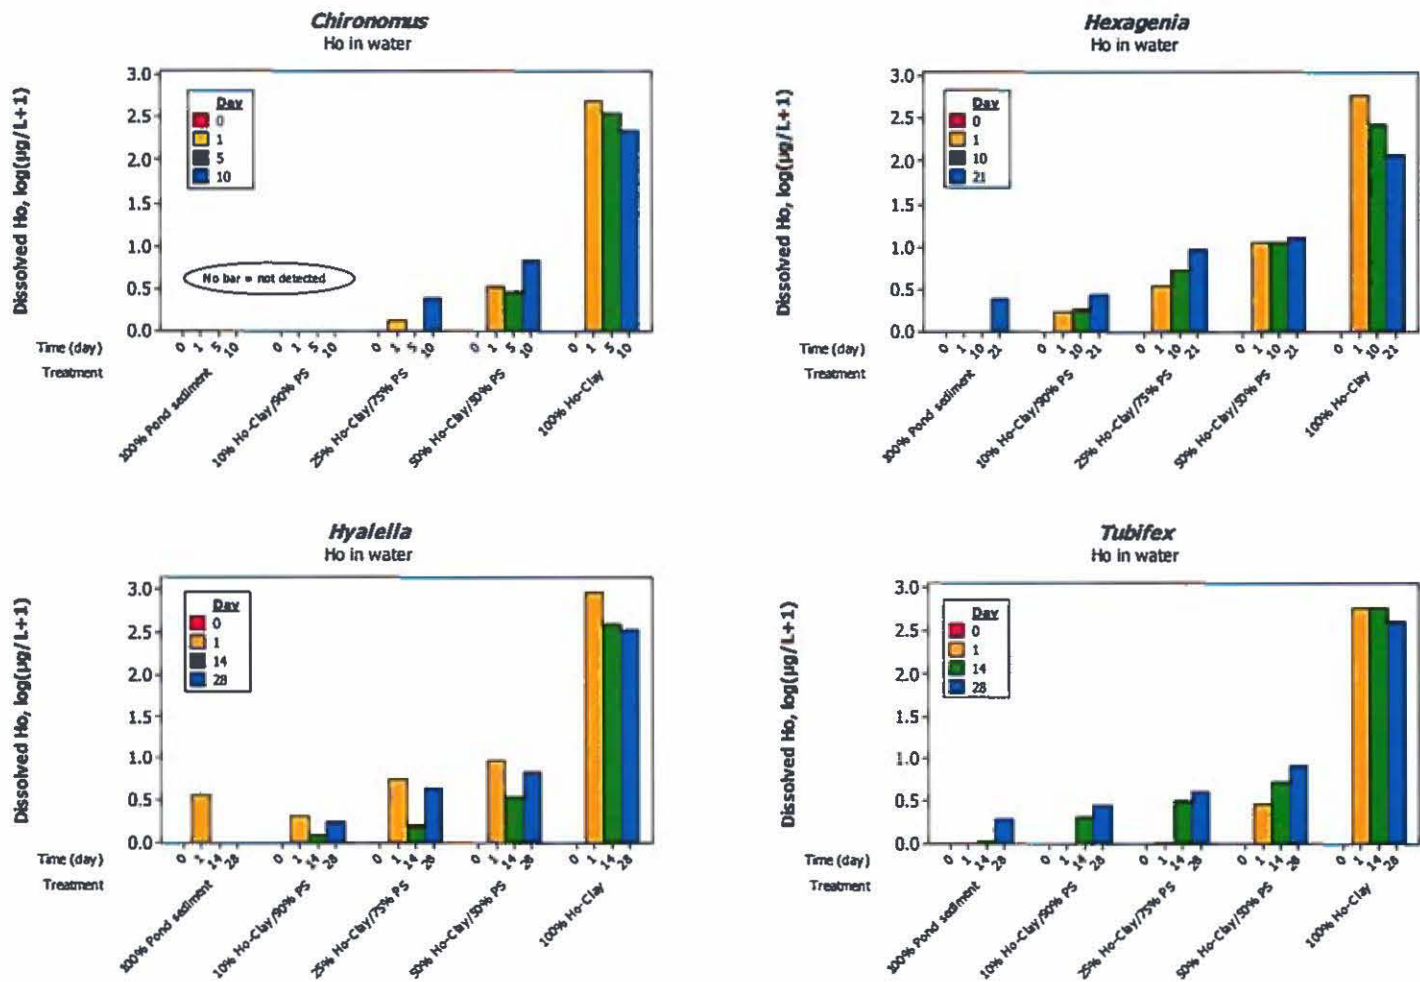 Chironomus
Ho in water
Dissolved Ho, log(µg/L+1)
3.0
2.5
2.0
1.5
1.0
0.5
0.0
Day
0
1
5
10
No bar = not detected
Time (day)
0 1 5 10 0 1 5 10 0 1 5 10 0 1 5 10 0 1 5 10
Treatment
100% Pond sediment
10% Ho-Clay/90% PS
25% Ho-Clay/75% PS
50% Ho-Clay/50% PS
100% Ho-Clay
Hexagenia
Ho in water
Dissolved Ho, log(µg/L+1)
3.0
2.5
2.0
1.5
1.0
0.5
0.0
Day
0
1
10
21
Time (day)
0 1 10 21 0 1 10 21 0 1 10 21 0 1 10 21 0 1 10 21
Treatment
100% Pond sediment
10% Ho-Clay/90% PS
25% Ho-Clay/75% PS
50% Ho-Clay/50% PS
100% Ho-Clay
Hyalella
Ho in water
Dissolved Ho, log(µg/L+1)
3.0
2.5
2.0
1.5
1.0
0.5
0.0
Day
0
1
14
28
Time (day)
0 1 14 28 0 1 14 28 0 1 14 28 0 1 14 28 0 1 14 28
Treatment
100% Pond sediment
10% Ho-Clay/90% PS
25% Ho-Clay/75% PS
50% Ho-Clay/50% PS
100% Ho-Clay
Tubifex
Ho in water
Dissolved Ho, log(µg/L+1)
3.0
2.5
2.0
1.5
1.0
0.5
0.0
Day
0
1
14
28
Time (day)
0 1 14 28 0 1 14 28 0 1 14 28 0 1 14 28 0 1 14 28
Treatment
100% Pond sediment
10% Ho-Clay/90% PS
25% Ho-Clay/75% PS
50% Ho-Clay/50% PS
100% Ho-Clay